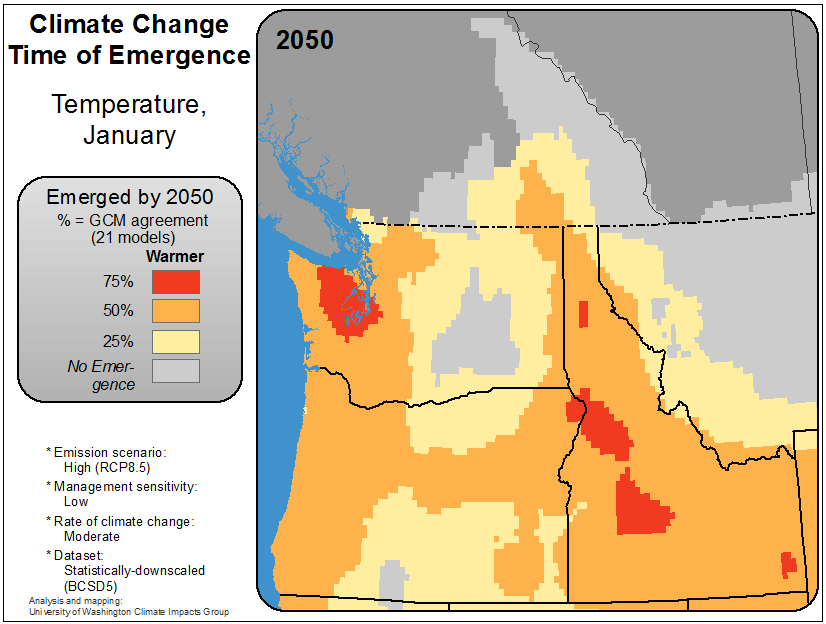 Climate Change
Time of Emergence
Temperature,
January
2050
Emerged by 2050
% = GCM agreement
(21 models)
Warmer
75%
50%
25%
No Emer-
gence
* Emission scenario:
High (RCP8.5)
* Management sensitivity:
Low
* Rate of climate change:
Moderate
* Dataset:
Statistically-downscaled
(BCSD5)
Analysis and mapping:
University of Washington Climate Impacts Group